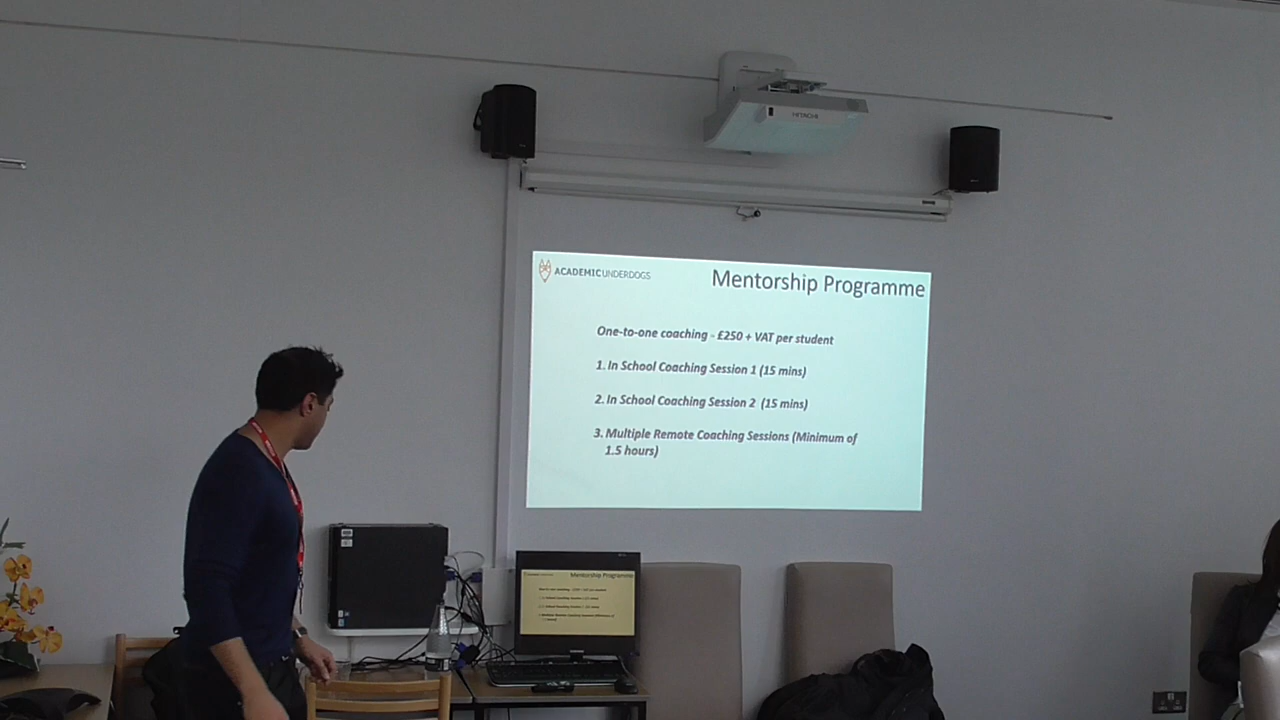 HITACHI
ACADEMICUNDERDOGS
Mentorship Programme
One-to-one coaching - £250 + VAT per student
1. In School Coaching Session 1 (15 mins)
2. In School Coaching Session 2 (15 mins)
3. Multiple Remote Coaching Sessions (Minimum of
1.5 hours)
Mentorship Programme